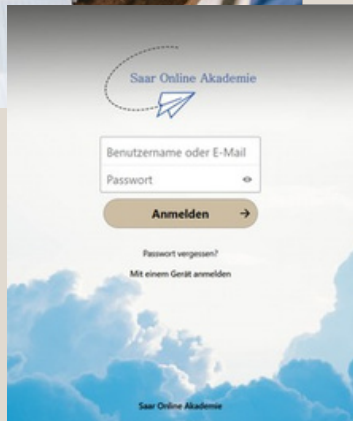 Saar Online Akademie
Benutzername oder E-Mail
Passwort
Anmelden
Passwort vergessen?
Mit einem Gerät anmelden
Saar Online Akademie